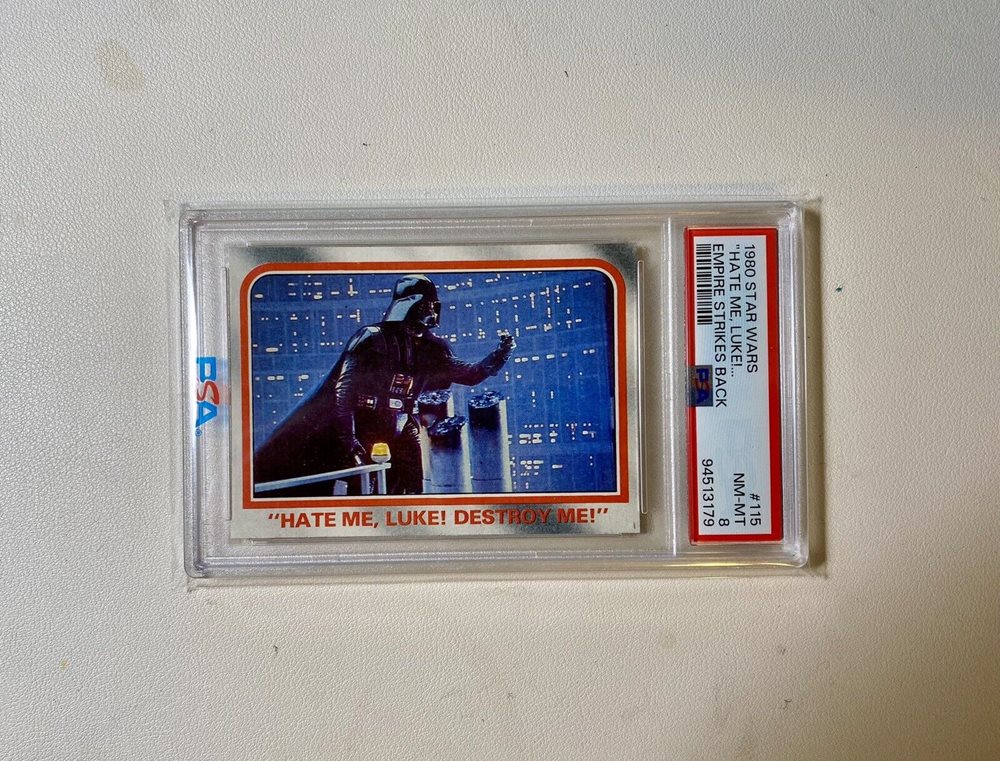 PSA
"HATE ME, LUKE! DESTROY ME!"
1980 STAR WARS
"HATE ME, LUKE!...
EMPIRE STRIKES BACK
PSA
#115
NM-MT
8
94513179